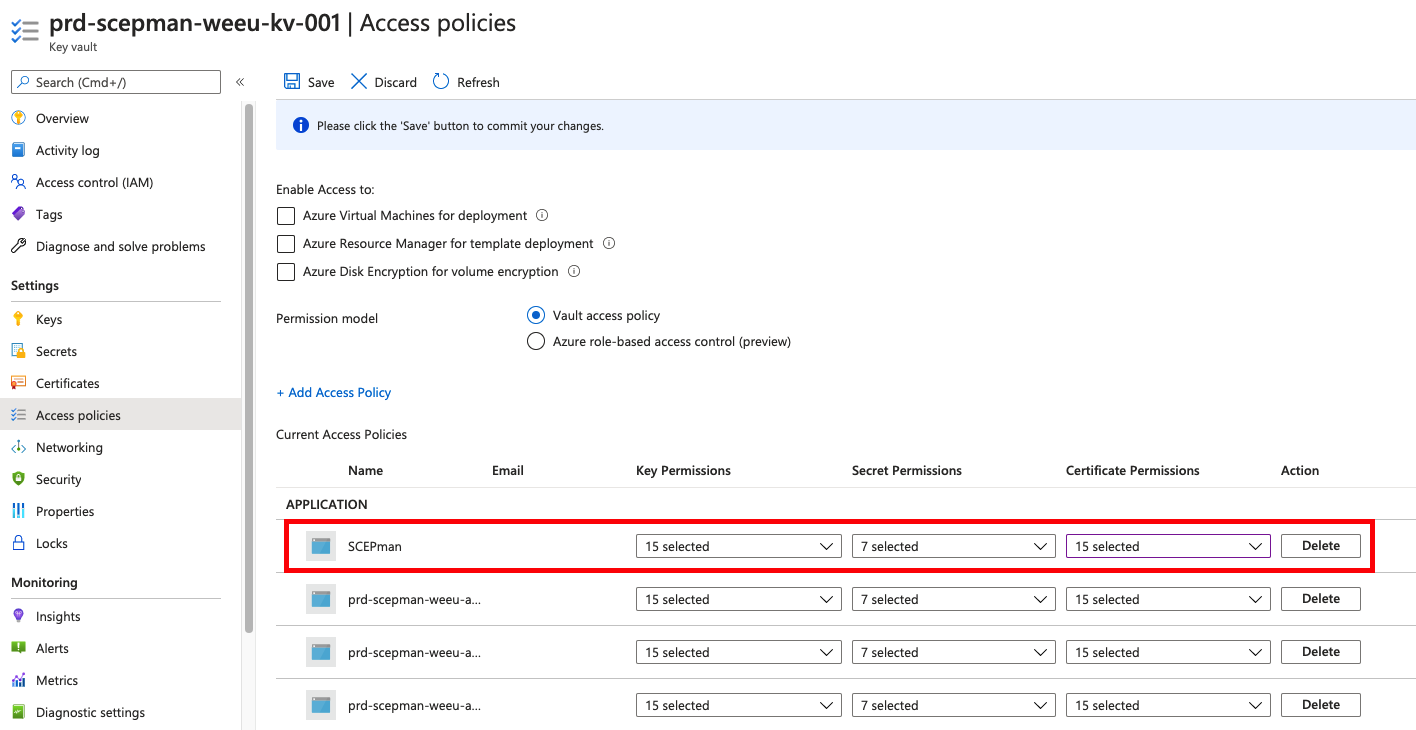 prd-scepman-weeu-kv-001 | Access policies
Key vault
Search (Cmd+/)
«
Save
Discard
Refresh
Please click the 'Save' button to commit your changes.
Overview
Activity log
Access control (IAM)
Tags
Diagnose and solve problems
Settings
Keys
Secrets
Certificates
Access policies
Networking
Security
Properties
Locks
Monitoring
Insights
Alerts
Metrics
Diagnostic settings
Enable Access to:
Azure Virtual Machines for deployment
Azure Resource Manager for template deployment
Azure Disk Encryption for volume encryption
Permission model
Vault access policy
Azure role-based access control (preview)
+ Add Access Policy
Current Access Policies
Name Email Key Permissions Secret Permissions Certificate Permissions Action
APPLICATION
SCEPman 15 selected 7 selected 15 selected Delete
prd-scepman-weeu-a... 15 selected 7 selected 15 selected Delete
prd-scepman-weeu-a... 15 selected 7 selected 15 selected Delete
prd-scepman-weeu-a... 15 selected 7 selected 15 selected Delete